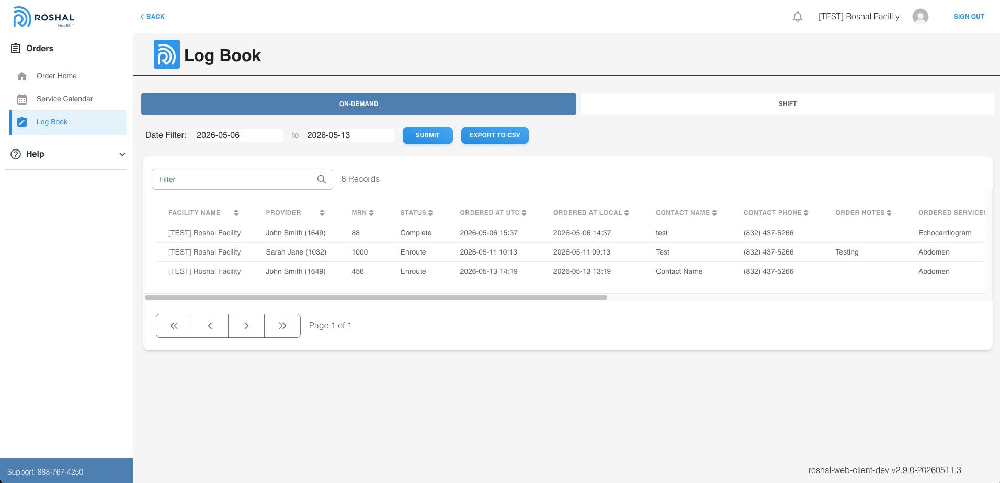 ROSHAL
Health™
BACK
[TEST] Roshal Facility
SIGN OUT
Orders
Order Home
Service Calendar
Log Book
Help
Log Book
ON-DEMAND
SHIFT
Date Filter: 2026-05-06 to 2026-05-13 SUBMIT EXPORT TO CSV
Filter
8 Records
FACILITY NAME PROVIDER MRN STATUS ORDERED AT UTC ORDERED AT LOCAL CONTACT NAME CONTACT PHONE ORDER NOTES ORDERED SERVICES
[TEST] Roshal Facility John Smith (1649) 88 Complete 2026-05-06 15:37 2026-05-06 14:37 test (832) 437-5266 Echocardiogram
[TEST] Roshal Facility Sarah Jane (1032) 1000 Enroute 2026-05-11 10:13 2026-05-11 09:13 Test (832) 437-5266 Testing Abdomen
[TEST] Roshal Facility John Smith (1649) 456 Enroute 2026-05-13 14:19 2026-05-13 13:19 Contact Name (832) 437-5266 Abdomen
Page 1 of 1
Support: 888-767-4250
roshal-web-client-dev v2.9.0-20260511.3